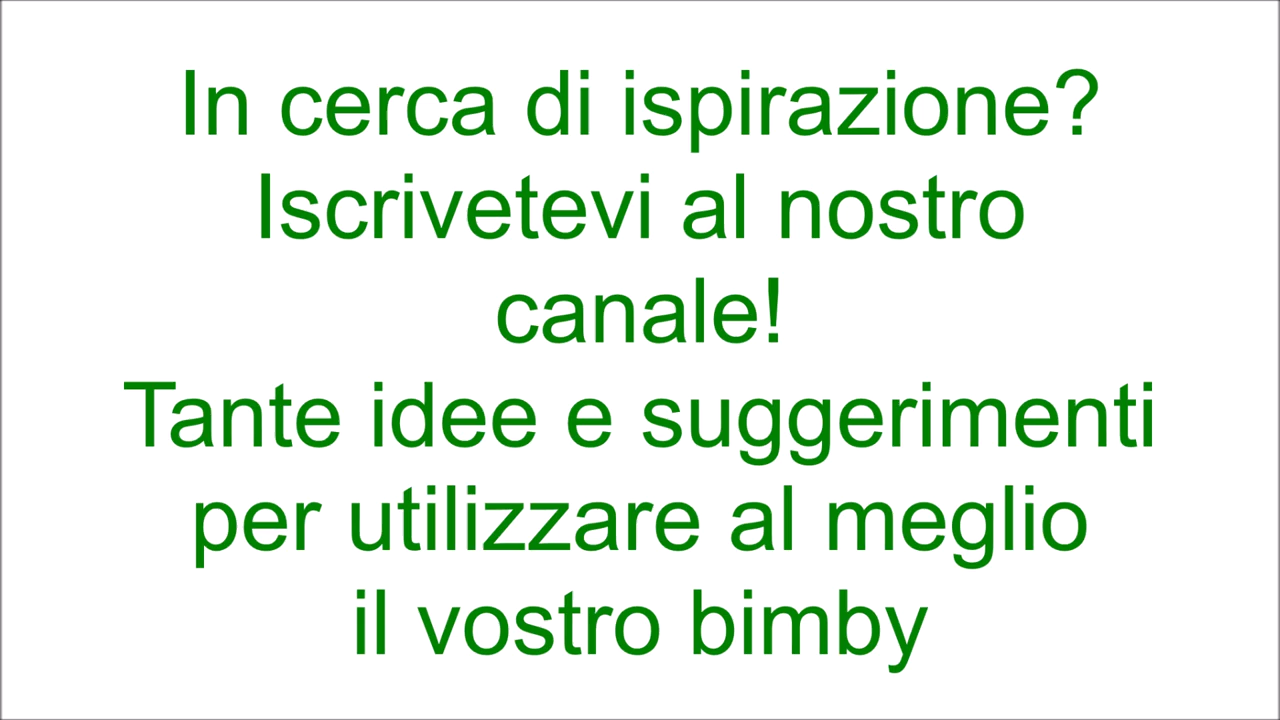 In cerca di ispirazione?
Iscrivetevi al nostro
canale!
Tante idee e suggerimenti
per utilizzare al meglio
il vostro bimby